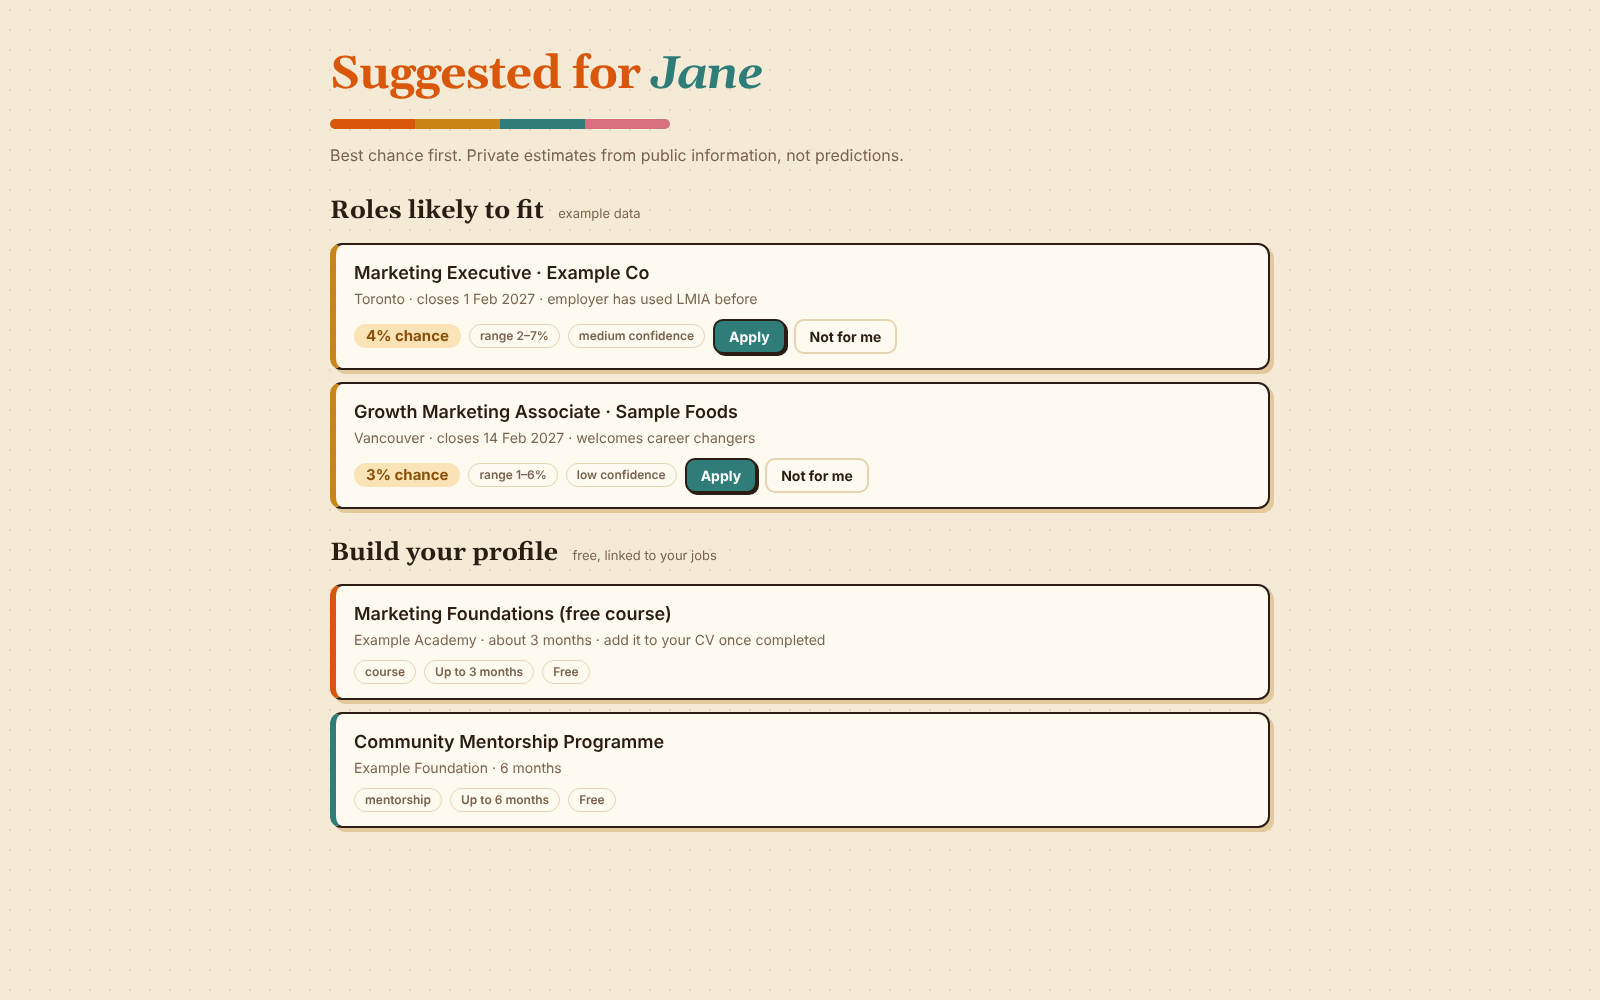 Suggested for Jane
Best chance first. Private estimates from public information, not predictions.
Roles likely to fit example data
Marketing Executive · Example Co
Toronto · closes 1 Feb 2027 · employer has used LMIA before
4% chance range 2–7% medium confidence Apply Not for me
Growth Marketing Associate · Sample Foods
Vancouver · closes 14 Feb 2027 · welcomes career changers
3% chance range 1–6% low confidence Apply Not for me
Build your profile free, linked to your jobs
Marketing Foundations (free course)
Example Academy · about 3 months · add it to your CV once completed
course Up to 3 months Free
Community Mentorship Programme
Example Foundation · 6 months
mentorship Up to 6 months Free